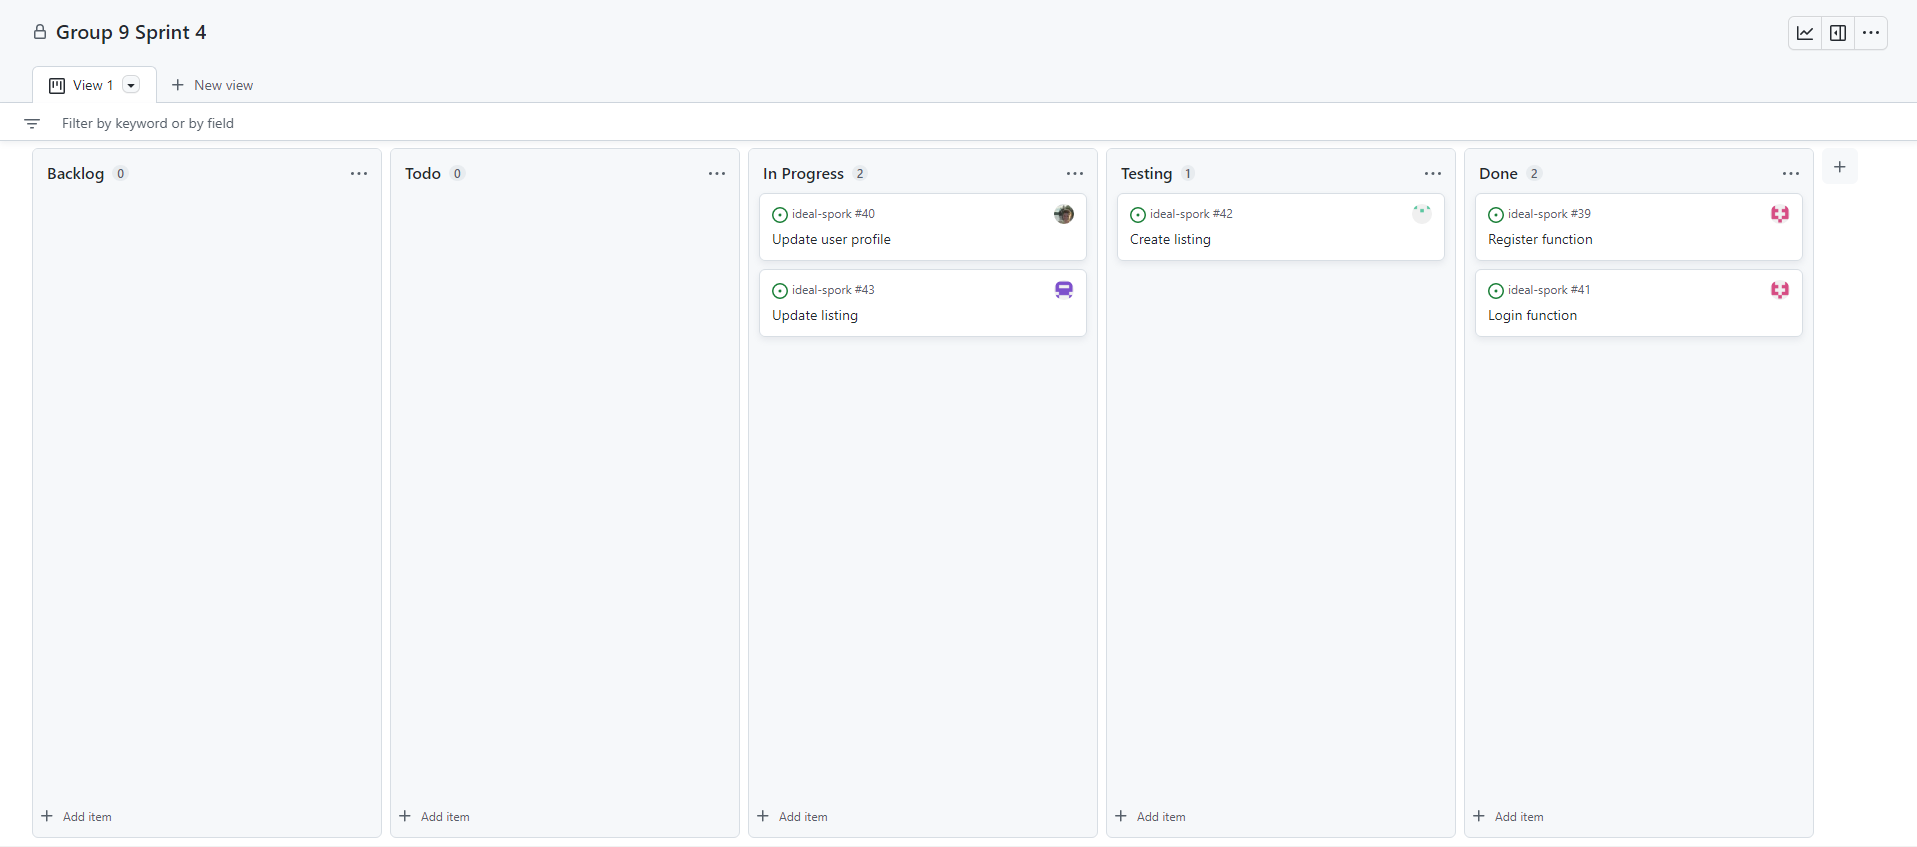 Group 9 Sprint 4
View 1
New view
Filter by keyword or by field
Backlog 0
Add item
Todo 0
Add item
In Progress 2
ideal-spork #40
Update user profile
ideal-spork #43
Update listing
Add item
Testing 1
ideal-spork #42
Create listing
Add item
Done 2
ideal-spork #39
Register function
ideal-spork #41
Login function
Add item